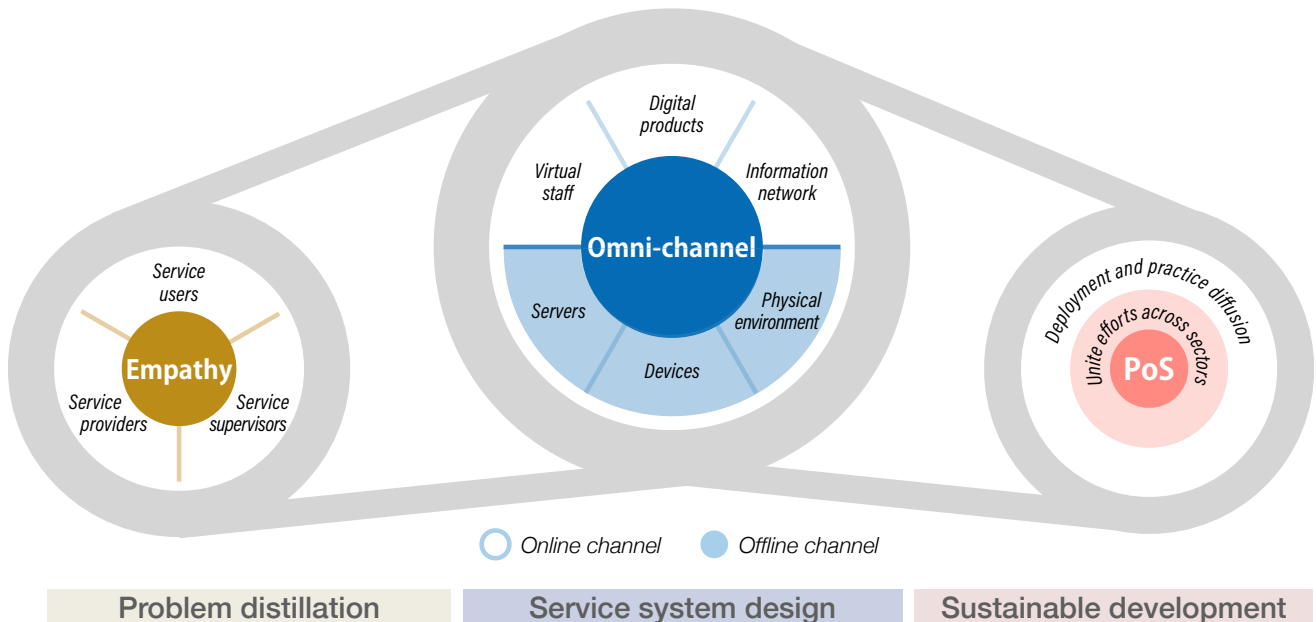 Digital
products
Virtual
staff
Information
network
Omni-channel
Servers
Physical
environment
Devices
Service
users
Empathy
Service
providers
Service
supervisors
Deployment and practice diffusion
Unite efforts across sectors
PoS
Online channel
Offline channel
Problem distillation
Service system design
Sustainable development